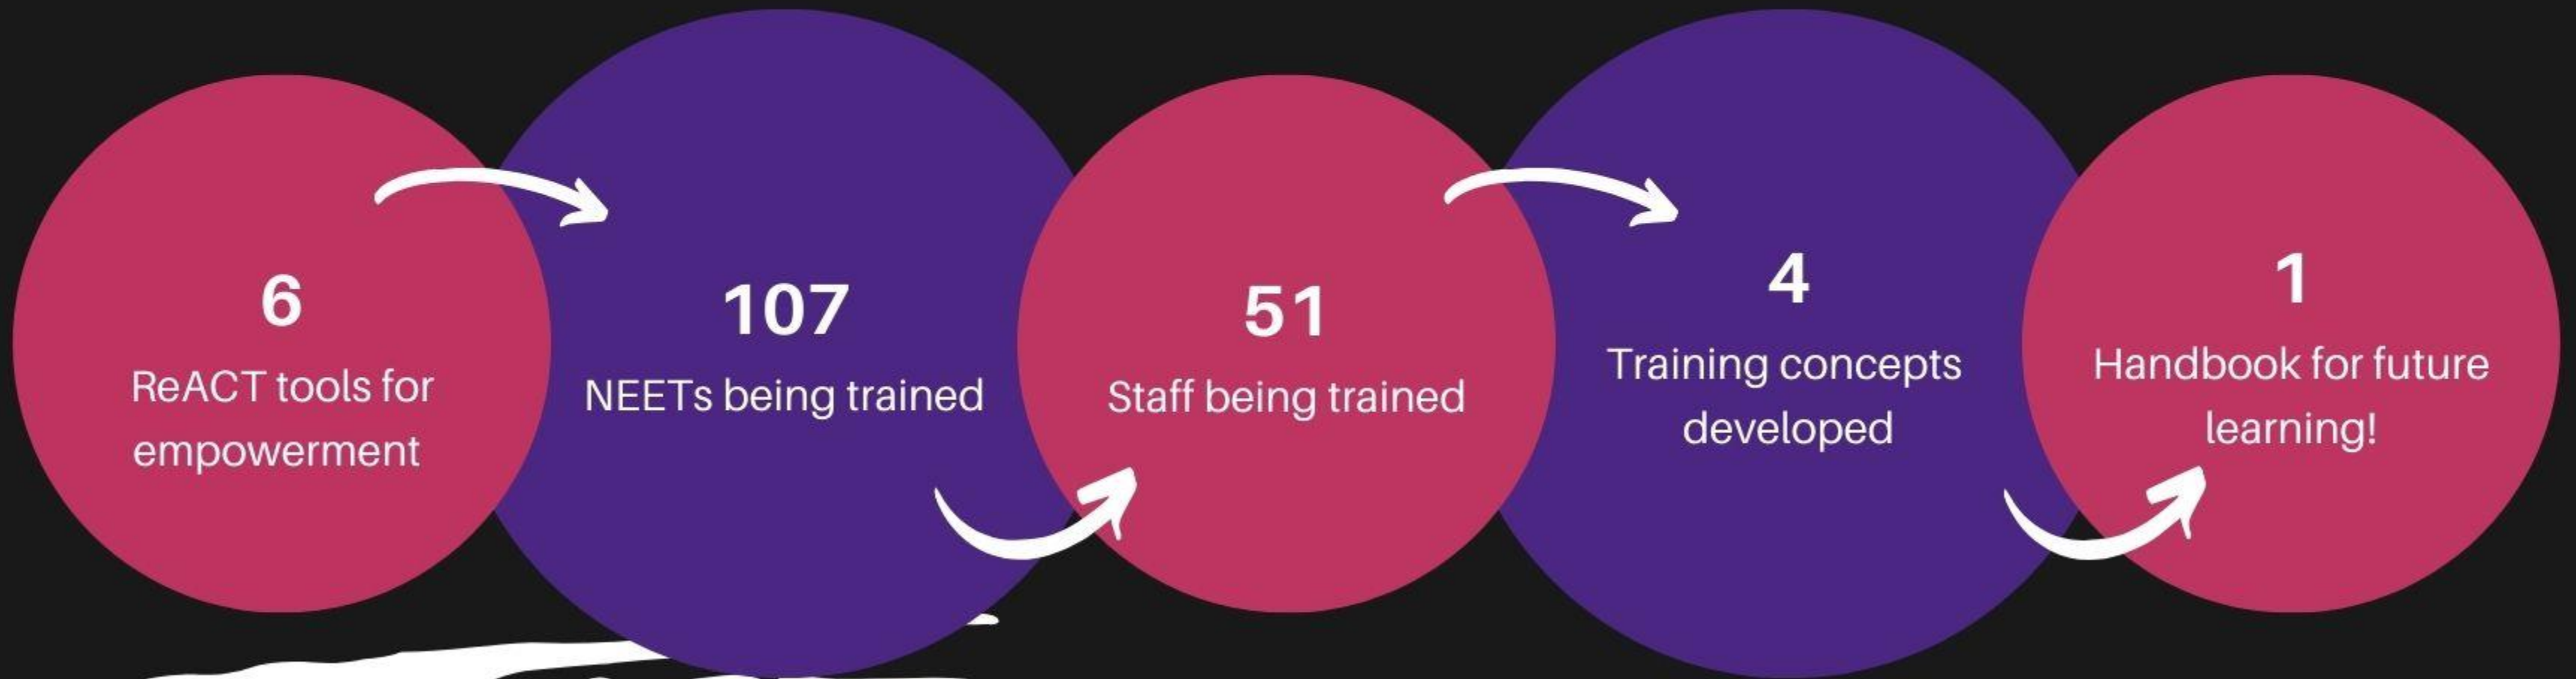 6
ReACT tools for
empowerment
107
NEETs being trained
51
Staff being trained
4
Training concepts
developed
1
Handbook for future
learning!